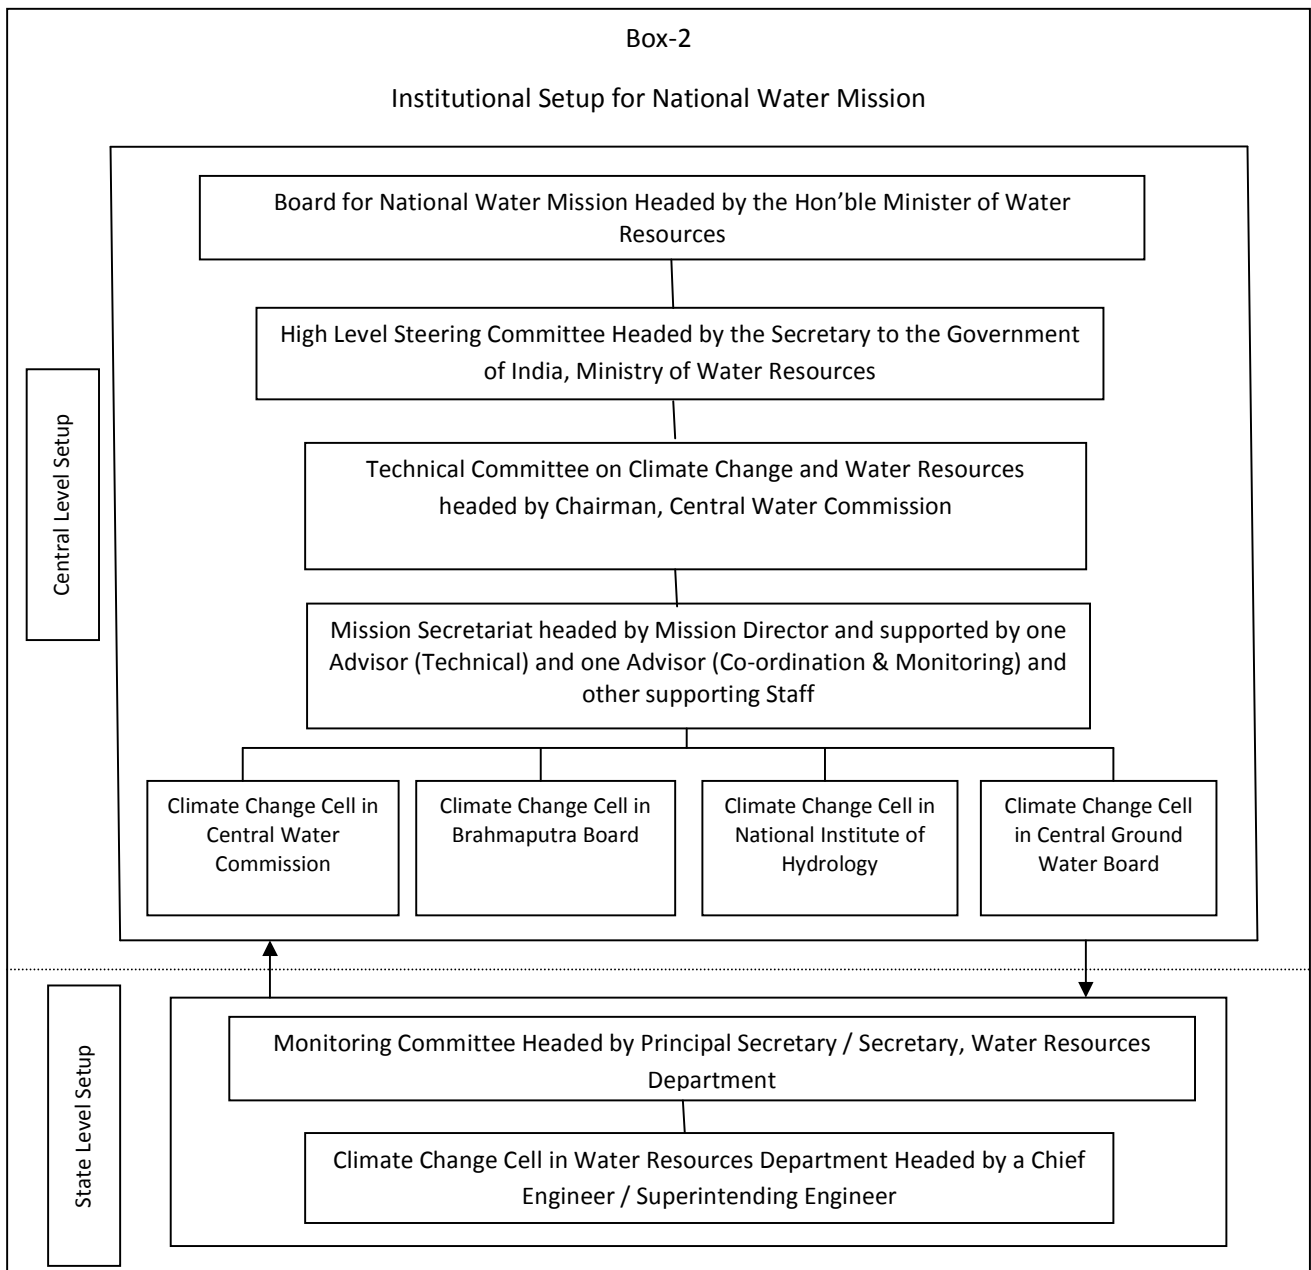 Box-2
Institutional Setup for National Water Mission
Board for National Water Mission Headed by the Hon’ble Minister of Water
Resources
High Level Steering Committee Headed by the Secretary to the Government
of India, Ministry of Water Resources
Central Level Setup
Technical Committee on Climate Change and Water Resources
headed by Chairman, Central Water Commission
Mission Secretariat headed by Mission Director and supported by one
Advisor (Technical) and one Advisor (Co-ordination & Monitoring) and
other supporting Staff
Climate Change Cell in
Central Water
Commission
Climate Change Cell in
Brahmaputra Board
Climate Change Cell in
National Institute of
Hydrology
Climate Change Cell
in Central Ground
Water Board
State Level Setup
Monitoring Committee Headed by Principal Secretary / Secretary, Water Resources
Department
Climate Change Cell in Water Resources Department Headed by a Chief
Engineer / Superintending Engineer